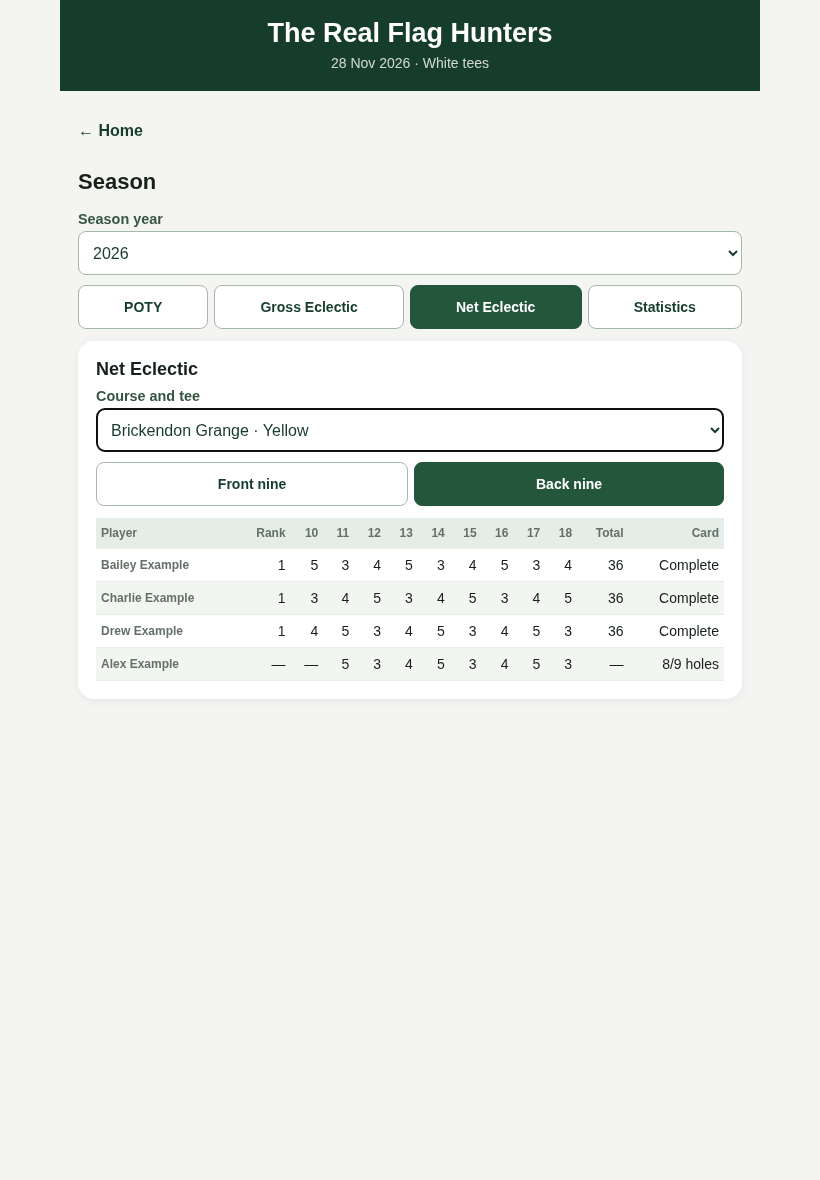 The Real Flag Hunters
28 Nov 2026 · White tees
← Home
Season
Season year
2026
POTY Gross Eclectic Net Eclectic Statistics
Net Eclectic
Course and tee
Brickendon Grange · Yellow
Front nine Back nine
Player Rank 10 11 12 13 14 15 16 17 18 Total Card
Bailey Example 1 5 3 4 5 3 4 5 3 4 36 Complete
Charlie Example 1 3 4 5 3 4 5 3 4 5 36 Complete
Drew Example 1 4 5 3 4 5 3 4 5 3 36 Complete
Alex Example — — 5 3 4 5 3 4 5 3 — 8/9 holes